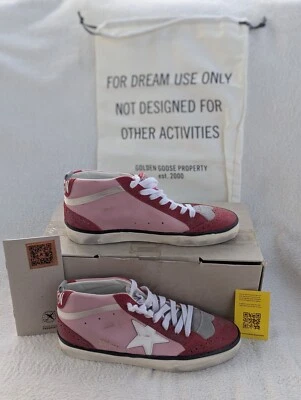 FOR DREAM USE ONLY
NOT DESIGNED FOR
OTHER ACTIVITIES
GOLDEN GOOSE PROPERTY
est. 2000